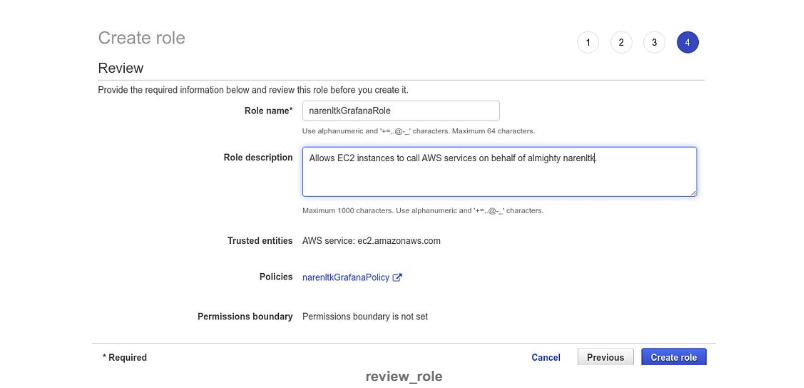 Create role
1 2 3 4
Review
Provide the required information below and review this role before you create it.
Role name* narenltkGrafanaRole
Use alphanumeric and '+=,.@-_' characters. Maximum 64 characters.
Role description Allows EC2 instances to call AWS services on behalf of almighty narenltk.
Maximum 1000 characters. Use alphanumeric and '+=,.@-_' characters.
Trusted entities AWS service: ec2.amazonaws.com
Policies narenltkGrafanaPolicy
Permissions boundary Permissions boundary is not set
* Required Cancel Previous Create role
review_role